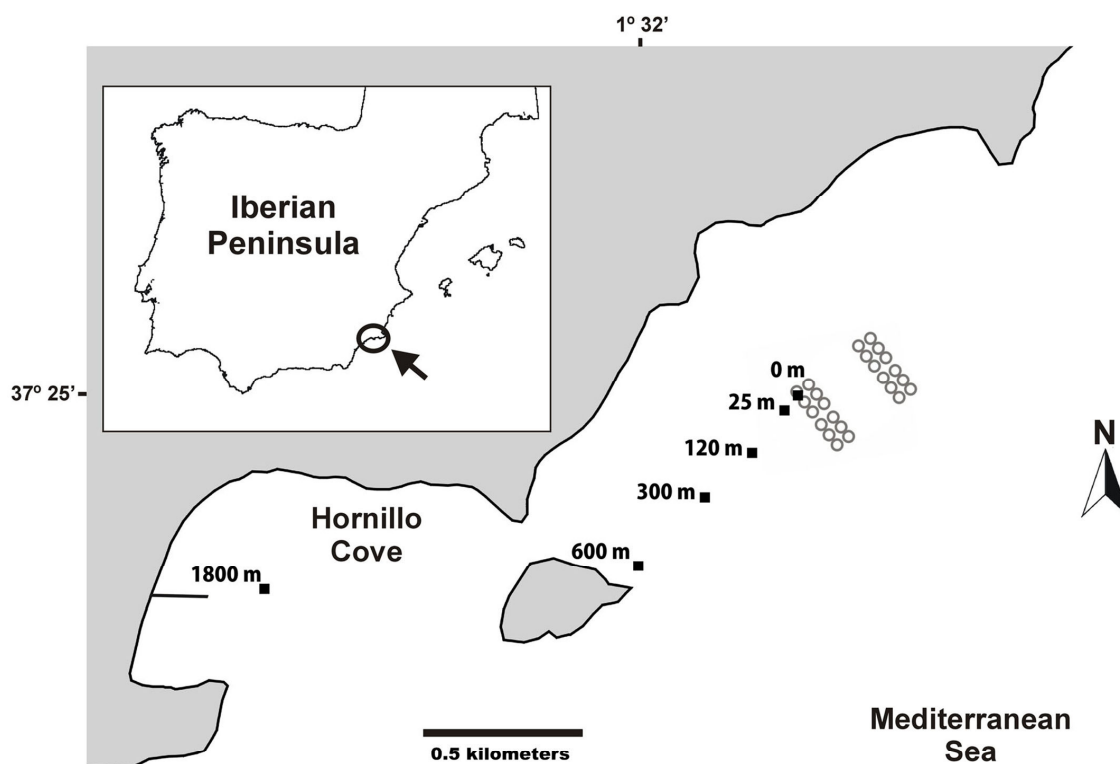 1º 32’
Iberian
Peninsula
37º 25’
0 m
25 m
120 m
N
300 m
Hornillo
Cove
600 m
1800 m
Mediterranean
Sea
0.5 kilometers